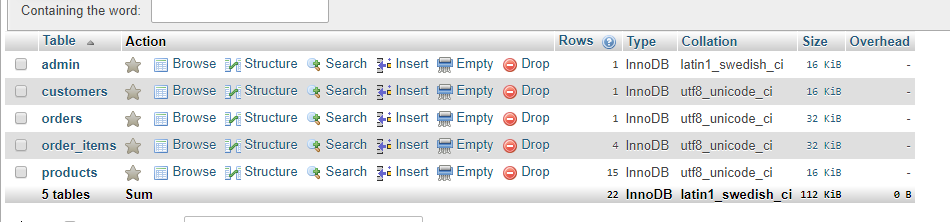 Containing the word:
Table Action Rows Type Collation Size Overhead
admin Browse Structure Search Insert Empty Drop 1 InnoDB latin1_swedish_ci 16 KiB -
customers Browse Structure Search Insert Empty Drop 1 InnoDB utf8_unicode_ci 16 KiB -
orders Browse Structure Search Insert Empty Drop 1 InnoDB utf8_unicode_ci 32 KiB -
order_items Browse Structure Search Insert Empty Drop 4 InnoDB utf8_unicode_ci 32 KiB -
products Browse Structure Search Insert Empty Drop 15 InnoDB utf8_unicode_ci 16 KiB -
5 tables Sum 22 InnoDB latin1_swedish_ci 112 KiB 0 B